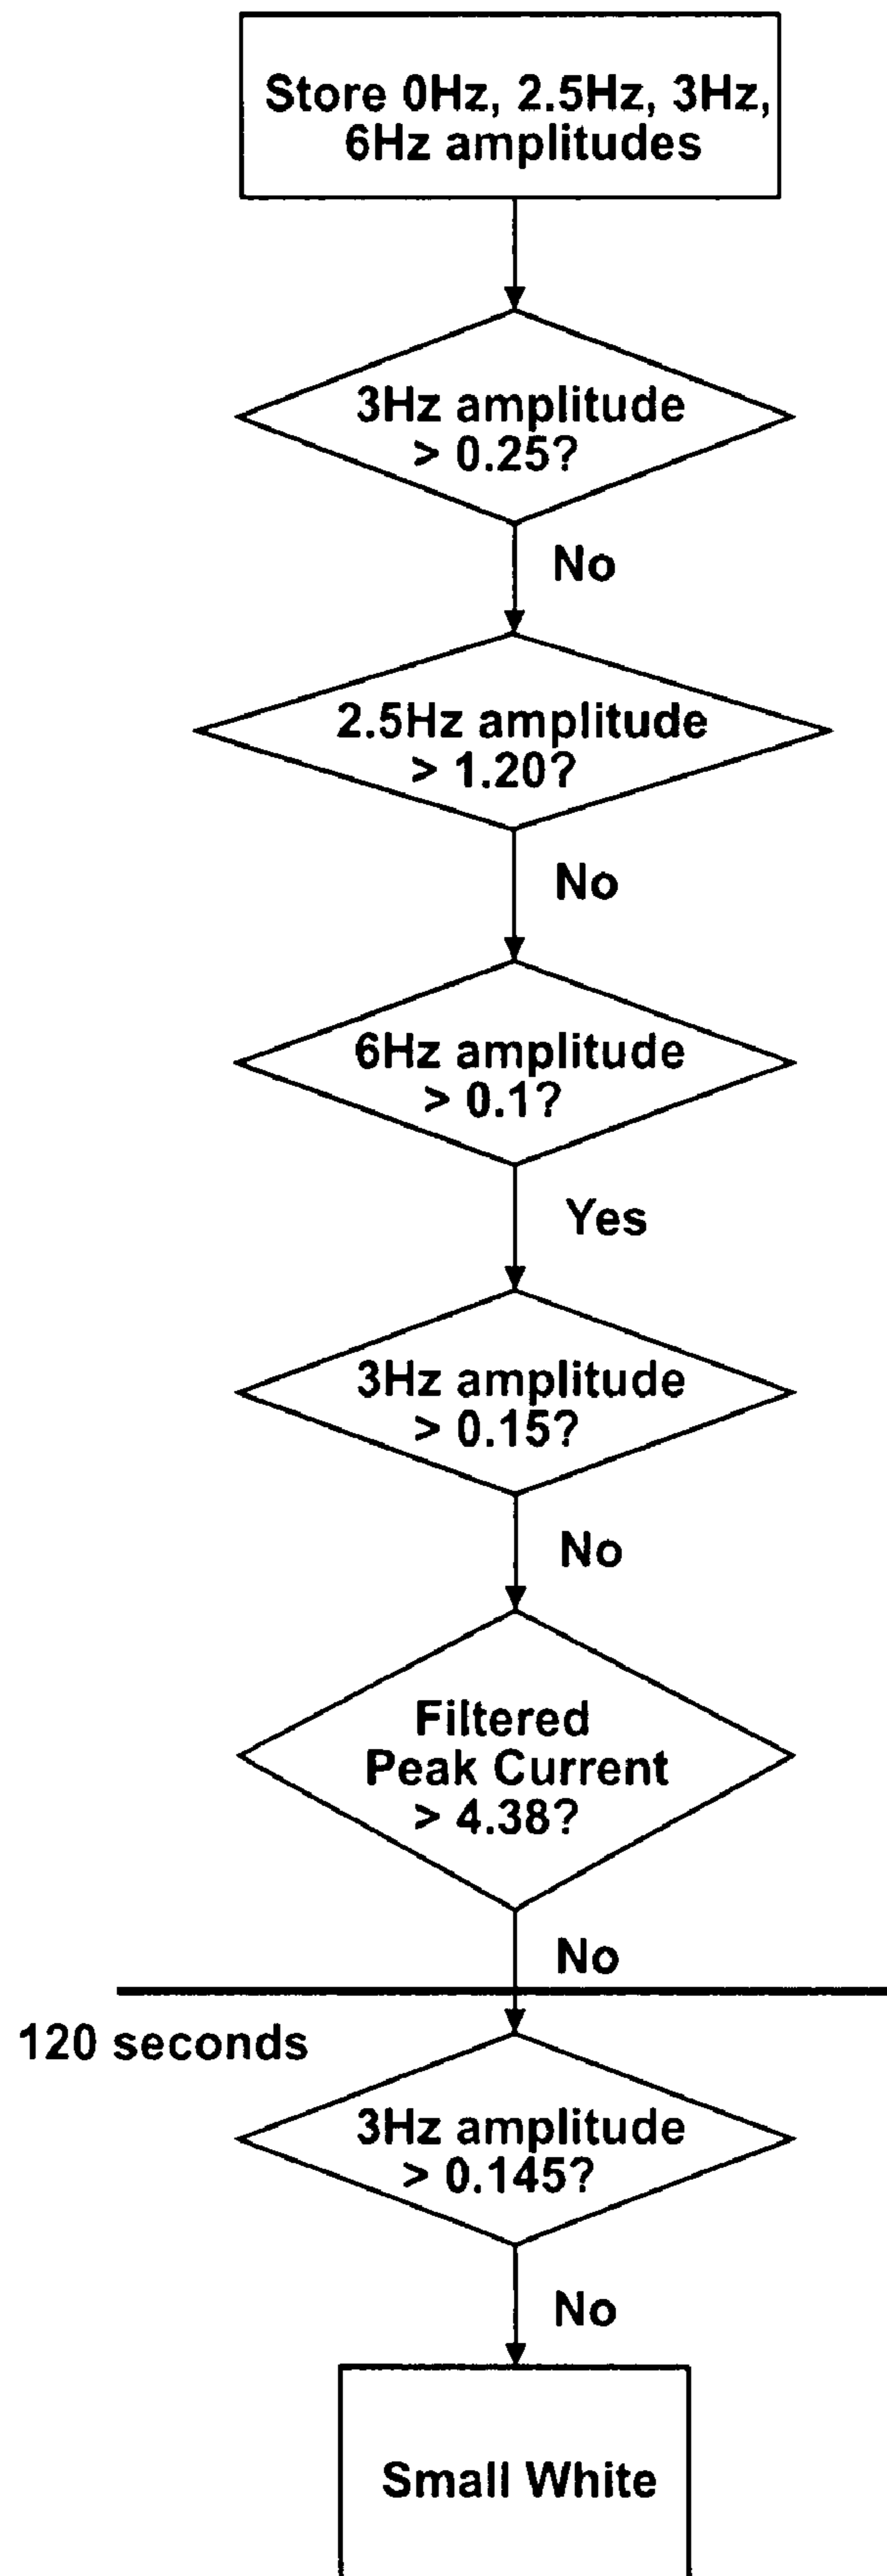 Store 0Hz, 2.5Hz, 3Hz,
6Hz amplitudes
3Hz amplitude
> 0.25?
No
2.5Hz amplitude
> 1.20?
No
6Hz amplitude
> 0.1?
Yes
3Hz amplitude
> 0.15?
No
Filtered
Peak Current
> 4.38?
No
120 seconds
3Hz amplitude
> 0.145?
No
Small White